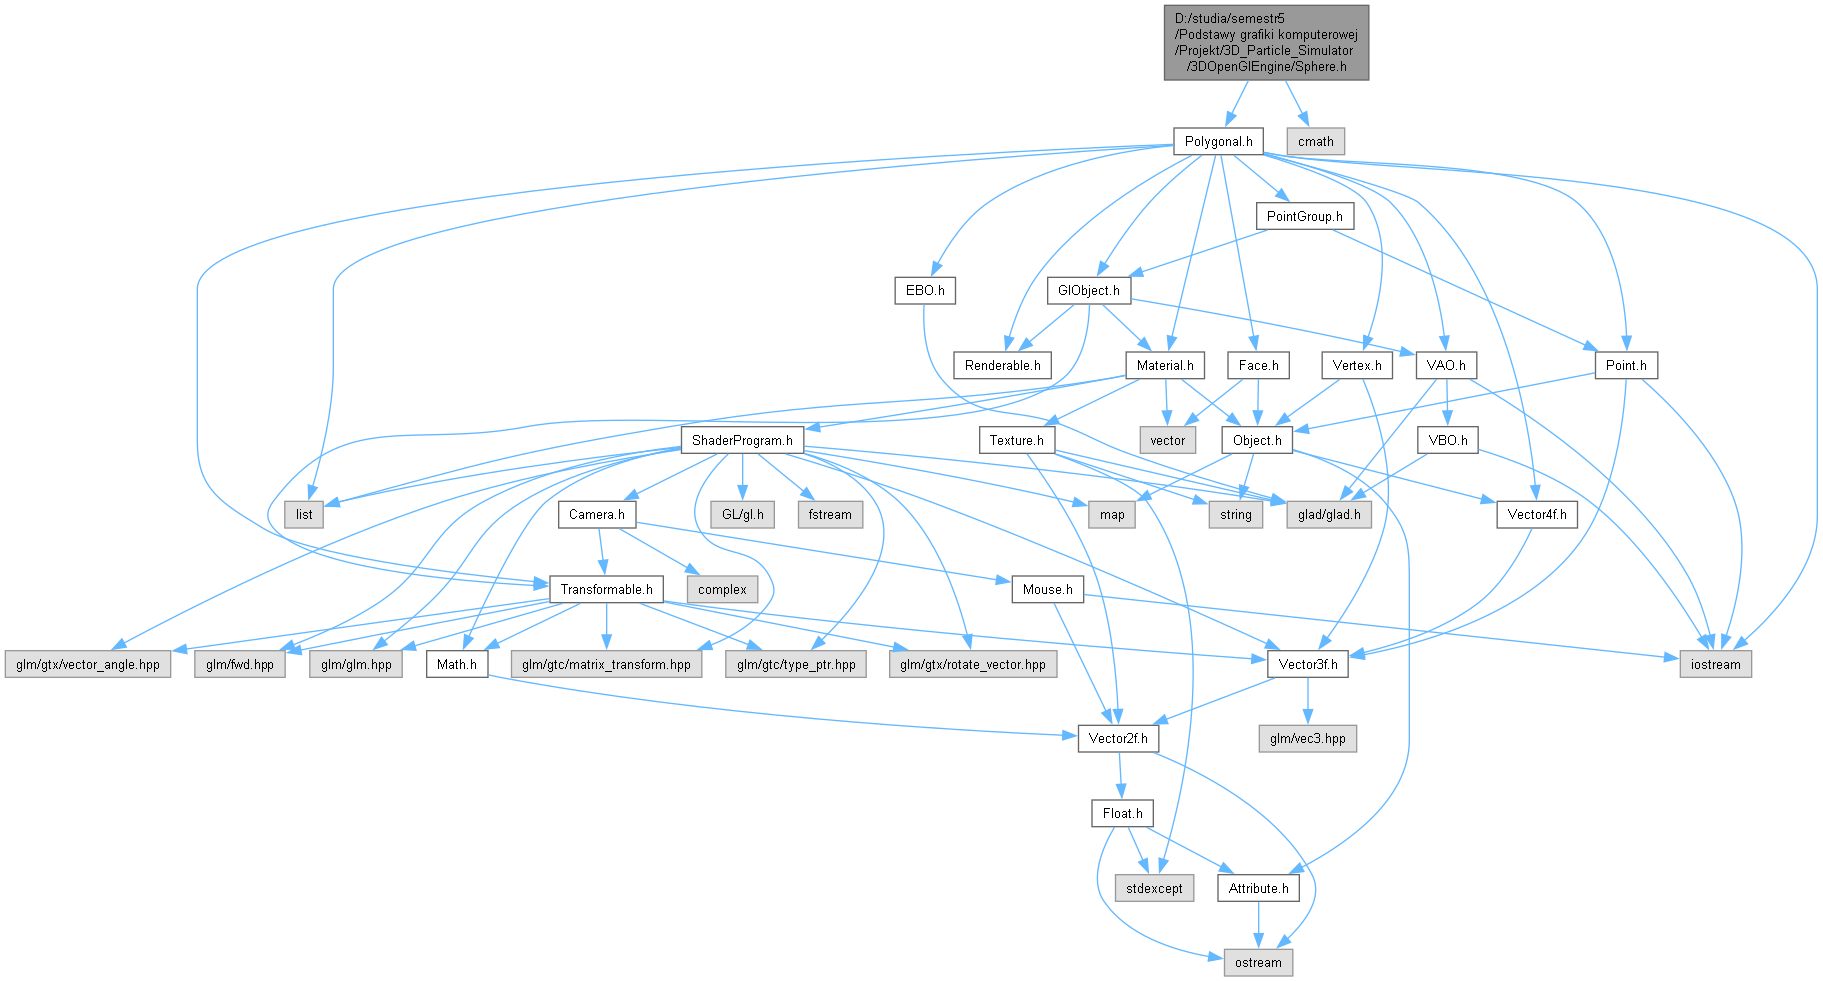 D:/studia/semestr5
/Podstawy grafiki komputerowej
/Projekt/3D_Particle_Simulator
/3DOpenGlEngine/Sphere.h
Polygonal.h
cmath
PointGroup.h
EBO.h
GlObject.h
Renderable.h
Material.h
Face.h
Vertex.h
VAO.h
Point.h
ShaderProgram.h
Texture.h
vector
Object.h
VBO.h
list
Camera.h
GL/gl.h
fstream
map
string
glad/glad.h
Vector4f.h
Transformable.h
complex
Mouse.h
glm/gtx/vector_angle.hpp
glm/fwd.hpp
glm/glm.hpp
Math.h
glm/gtc/matrix_transform.hpp
glm/gtc/type_ptr.hpp
glm/gtx/rotate_vector.hpp
Vector3f.h
iostream
Vector2f.h
glm/vec3.hpp
Float.h
stdexcept
Attribute.h
ostream